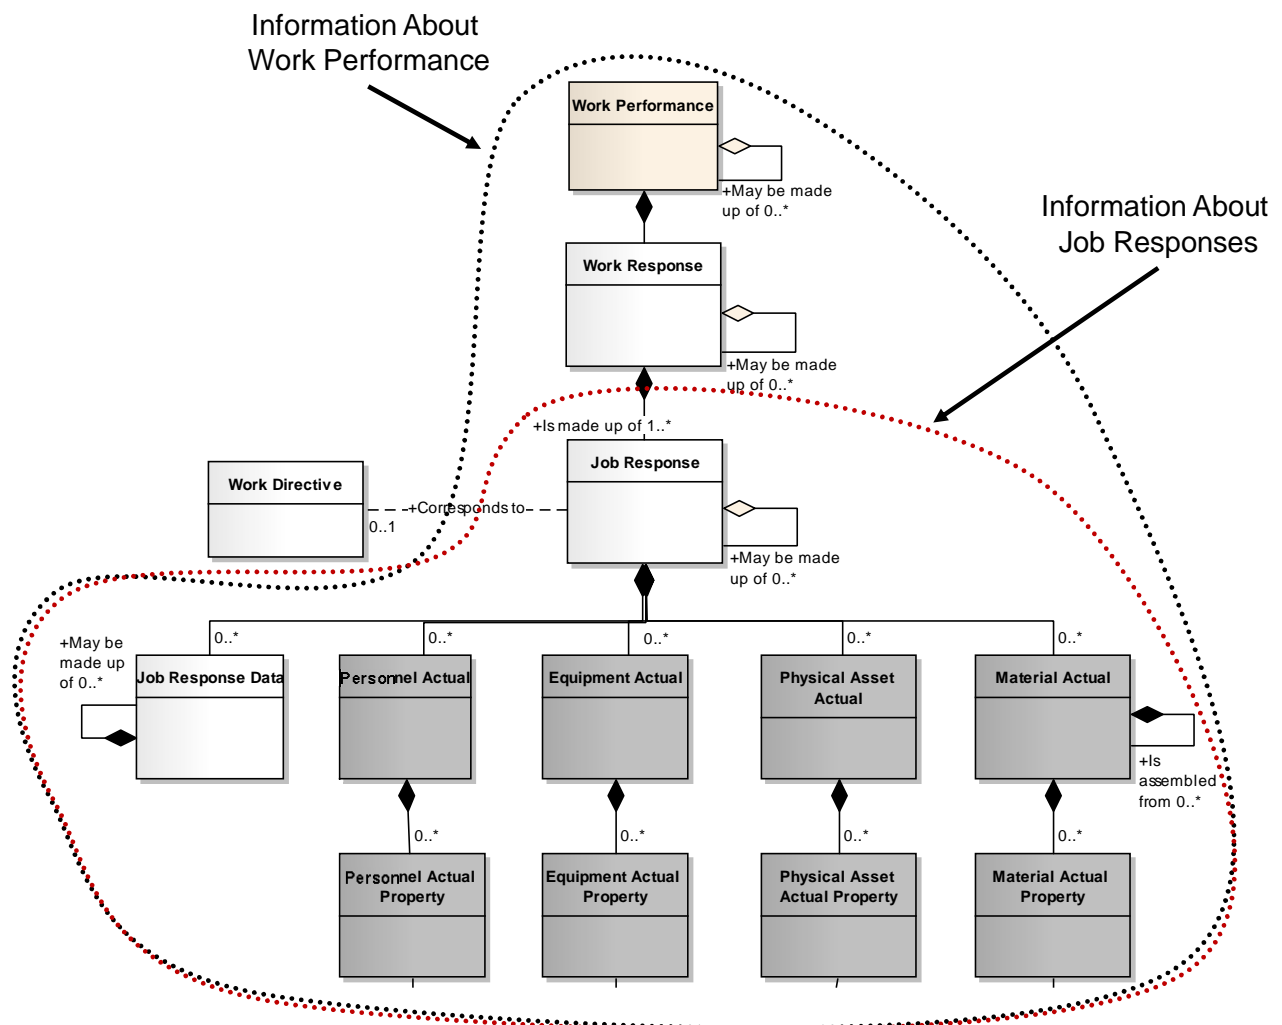 Information About
Work Performance
Work Performance
+May be made
up of 0..*
Information About
Job Responses
Work Response
+May be made
up of 0..*
+Is made up of 1..*
Job Response
Work Directive
+Corresponds to
0..1
+May be made
up of 0..*
+May be
made up
of 0..*
0..*
0..*
0..*
0..*
0..*
Job Response Data
Personnel Actual
Equipment Actual
Physical Asset
Actual
Material Actual
+Is
assembled
from 0..*
0..*
0..*
0..*
0..*
Personnel Actual
Property
Equipment Actual
Property
Physical Asset
Actual Property
Material Actual
Property